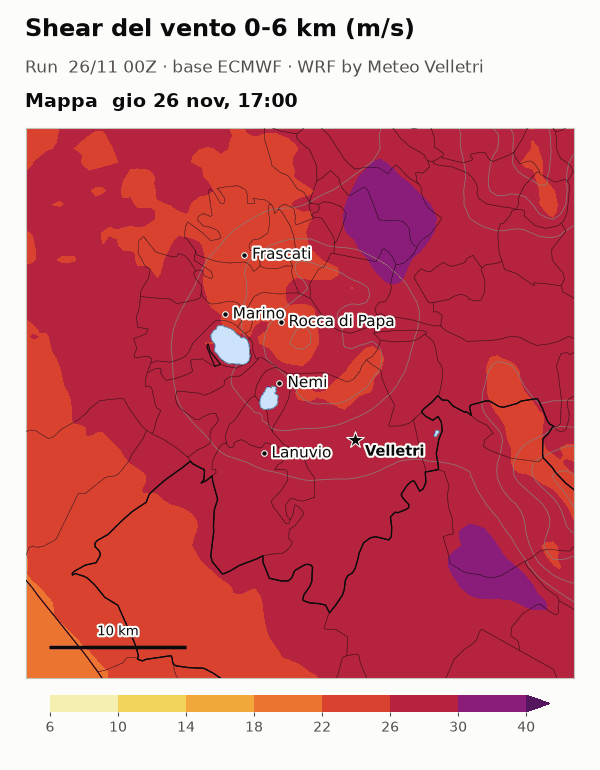 Shear del vento 0-6 km (m/s)
Run  26/11 00Z · base ECMWF · WRF by Meteo Velletri
Mappa  gio 26 nov, 17:00
Frascati
Marino
Rocca di Papa
Nemi
Velletri
Lanuvio
10 km
6 10 14 18 22 26 30 40